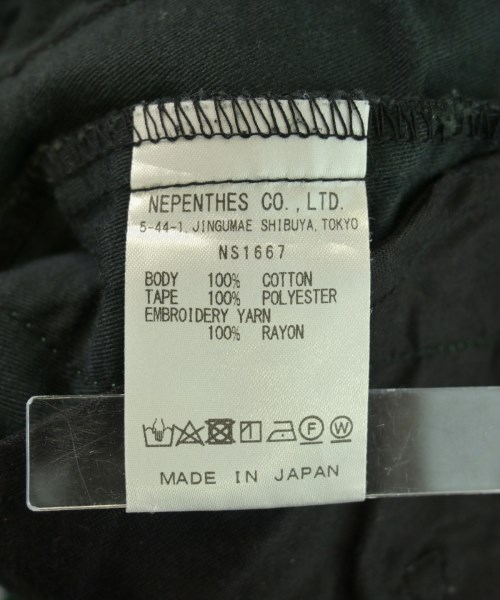 NEPENTHES CO., LTD.
5-44-1, JINGUMAE SHIBUYA, TOKYO
NS1667
BODY 100% COTTON
TAPE 100% POLYESTER
EMBROIDERY YARN
100% RAYON
F W
MADE IN JAPAN